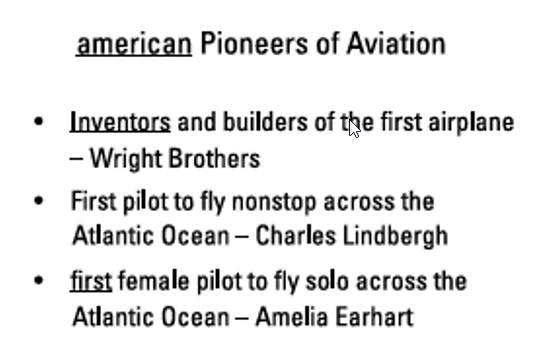 american Pioneers of Aviation
• Inventors and builders of the first airplane
– Wright Brothers
• First pilot to fly nonstop across the
Atlantic Ocean – Charles Lindbergh
• first female pilot to fly solo across the
Atlantic Ocean – Amelia Earhart